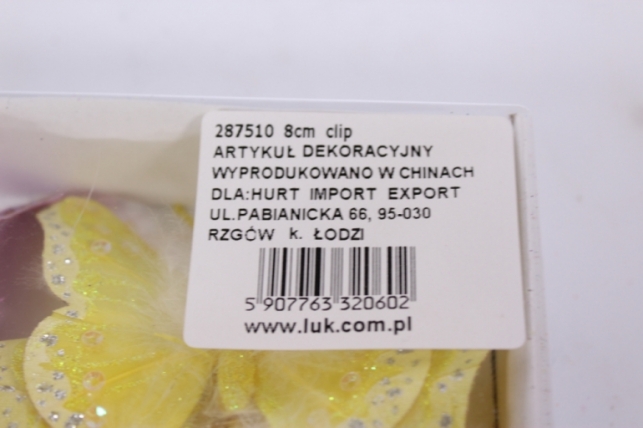 287510 8cm clip
ARTYKUŁ DEKORACYJNY
WYPRODUKOWANO W CHINACH
DLA:HURT IMPORT EXPORT
UL.PABIANICKA 66, 95-030
RZGÓW k. ŁODZI
5 907763 320602
www.luk.com.pl